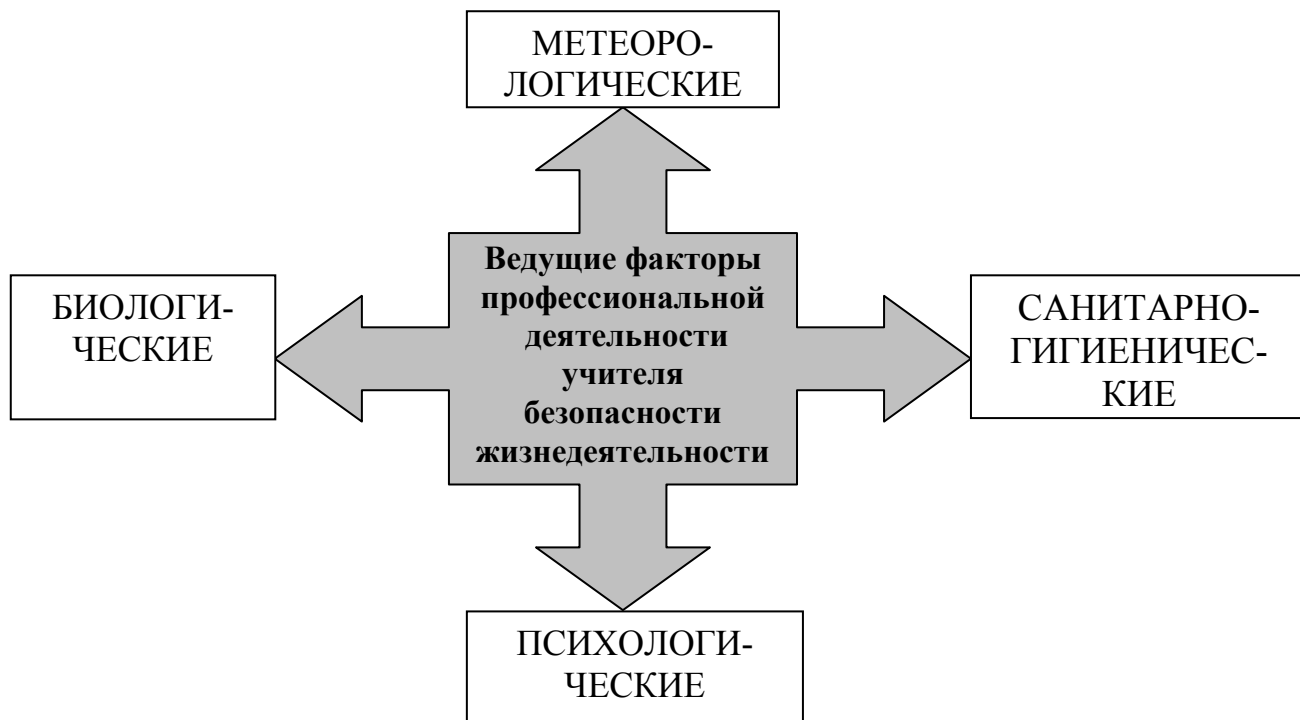 МЕТЕОРО-
ЛОГИЧЕСКИЕ
БИОЛОГИ-
ЧЕСКИЕ
Ведущие факторы
профессиональной
деятельности
учителя
безопасности
жизнедеятельности
САНИТАРНО-
ГИГИЕНИЧЕС-
КИЕ
ПСИХОЛОГИ-
ЧЕСКИЕ